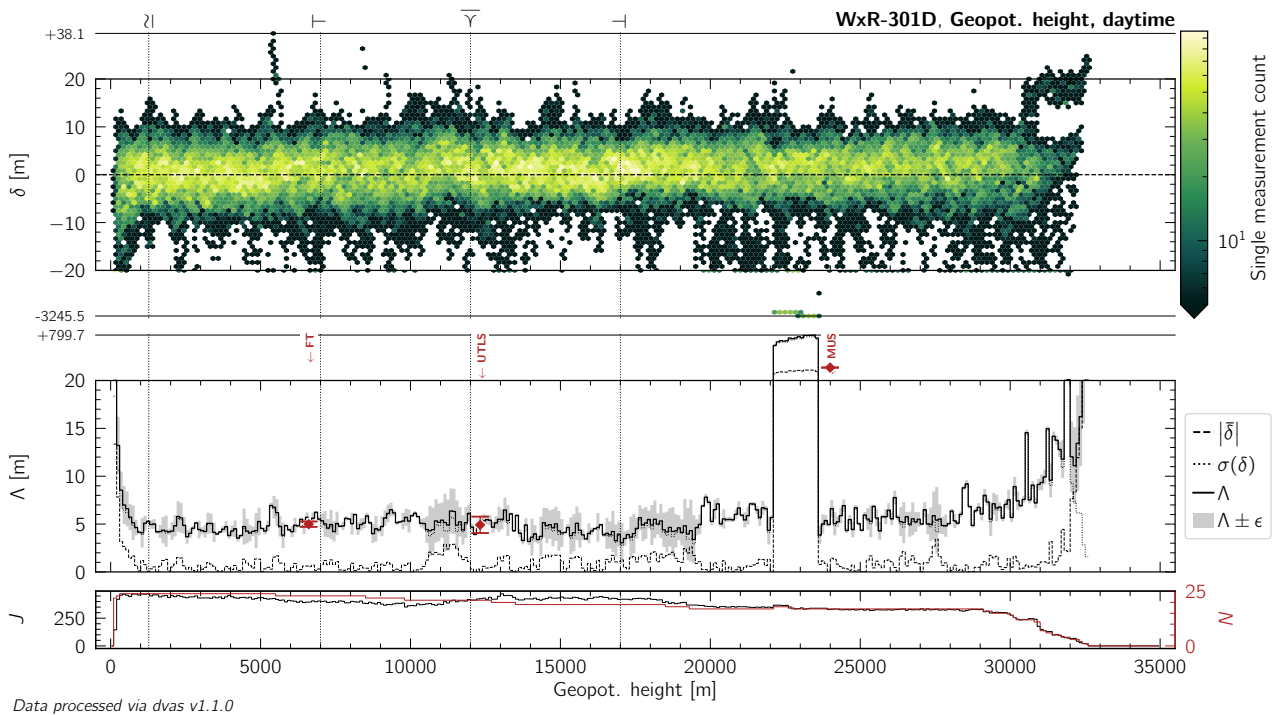 WxR-301D, Geopot. height, daytime
+38.1
20
10
0
−10
−20
δ [m]
-3245.5
10¹
Single measurement count
+799.7
FT
UTLS
MUS
20
15
10
5
0
Λ [m]
|δ̄|
σ(δ)
Λ
Λ ± ϵ
250
0
J
25
0
N
0 5000 10000 15000 20000 25000 30000 35000
Geopot. height [m]
Data processed via dvas v1.1.0